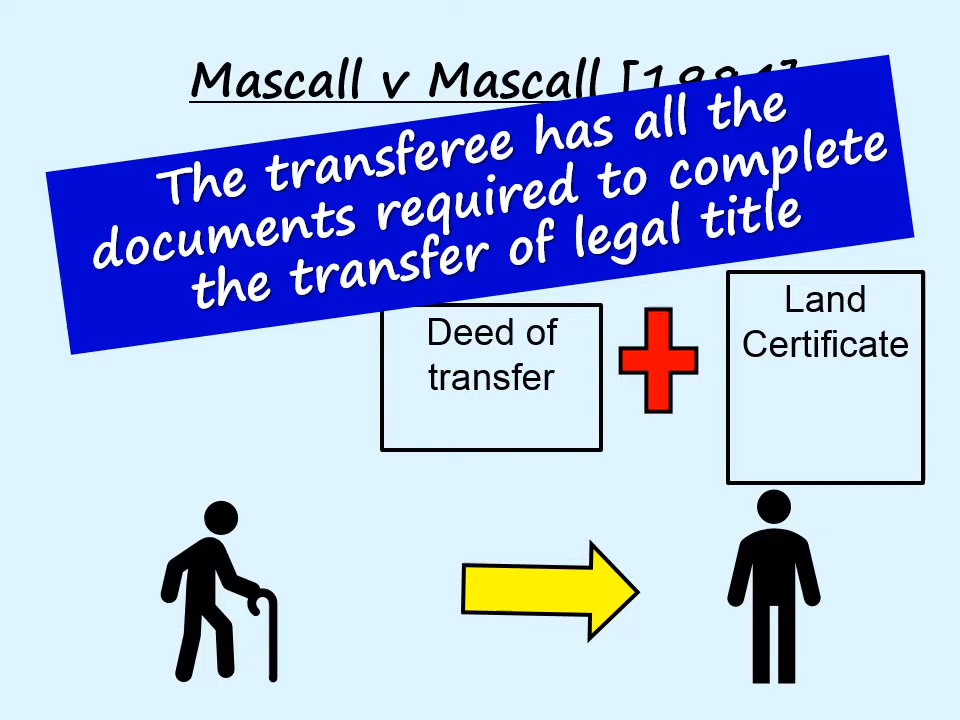 Mascall v Mascall [1984]
The transferee has all the
documents required to complete
the transfer of legal title
Deed of
transfer
Land
Certificate